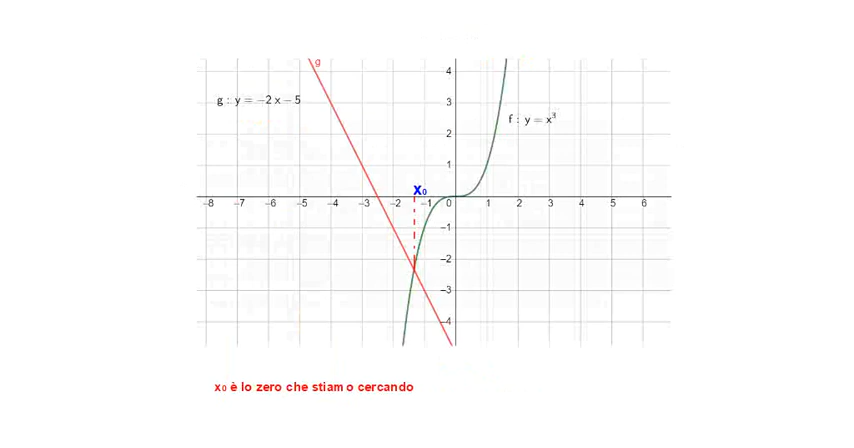 g
4
g : y = −2 x − 5
3
f : y = x³
2
1
x₀
−8 −7 −6 −5 −4 −3 −2 −1 0 1 2 3 4 5 6
−1
−2
−3
−4
x₀ è lo zero che stiamo cercando